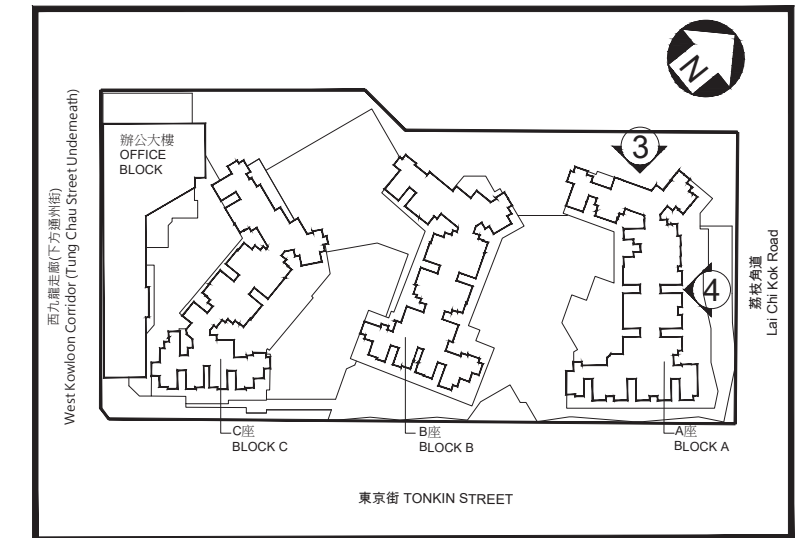 N
3
辦公大樓
OFFICE
BLOCK
西九龍走廊(下方通州街)
West Kowloon Corridor (Tung Chau Street Underneath)
4
荔枝角道
Lai Chi Kok Road
C座
BLOCK C
B座
BLOCK B
A座
BLOCK A
東京街 TONKIN STREET